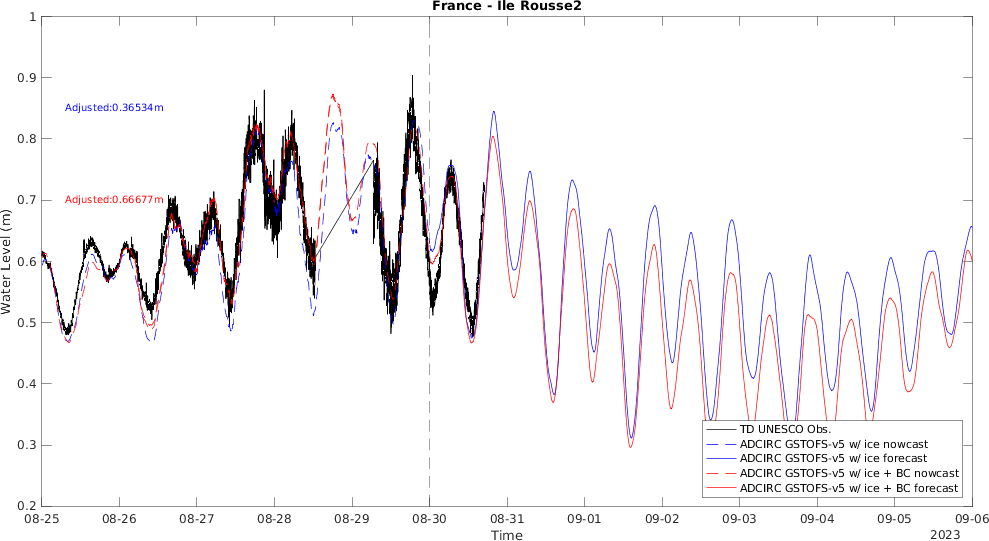 France - Ile Rousse2
Water Level (m)
1
0.9
0.8
0.7
0.6
0.5
0.4
0.3
0.2
Adjusted:0.36534m
Adjusted:0.66677m
TD UNESCO Obs.
ADCIRC GSTOFS-v5 w/ ice nowcast
ADCIRC GSTOFS-v5 w/ ice forecast
ADCIRC GSTOFS-v5 w/ ice + BC nowcast
ADCIRC GSTOFS-v5 w/ ice + BC forecast
08-25 08-26 08-27 08-28 08-29 08-30 08-31 09-01 09-02 09-03 09-04 09-05 09-06
Time
2023